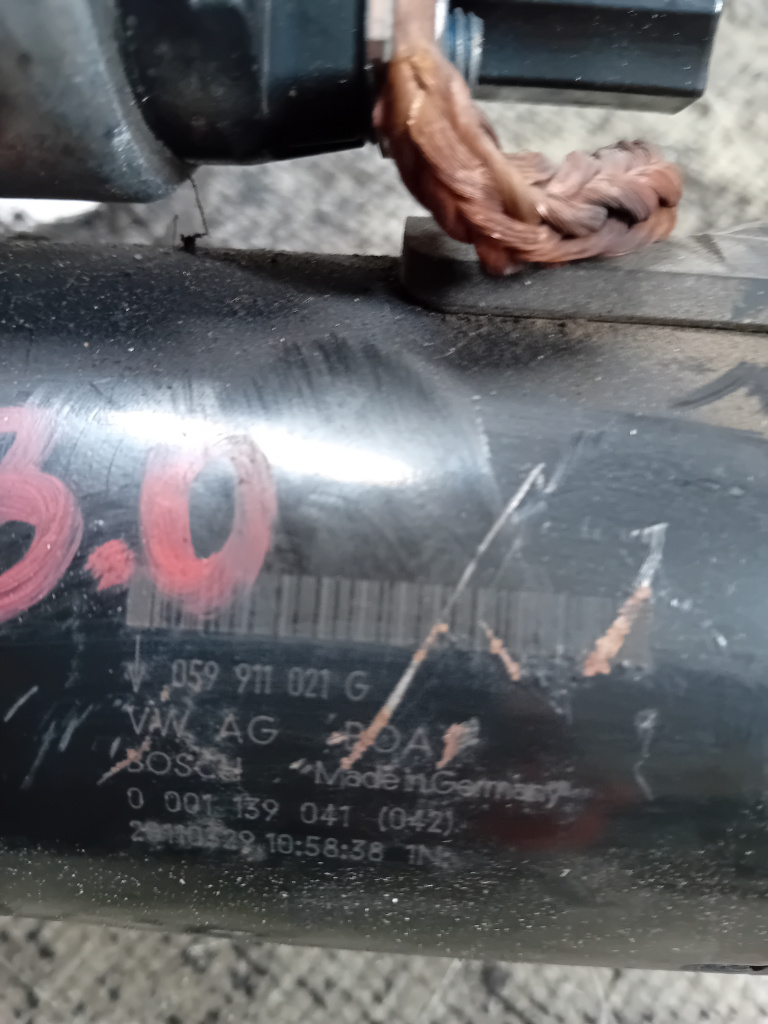 3.0
059 911 021 G
VW AG
BOSCH Made in Germany
0 001 139 041 (042)
10:58:38